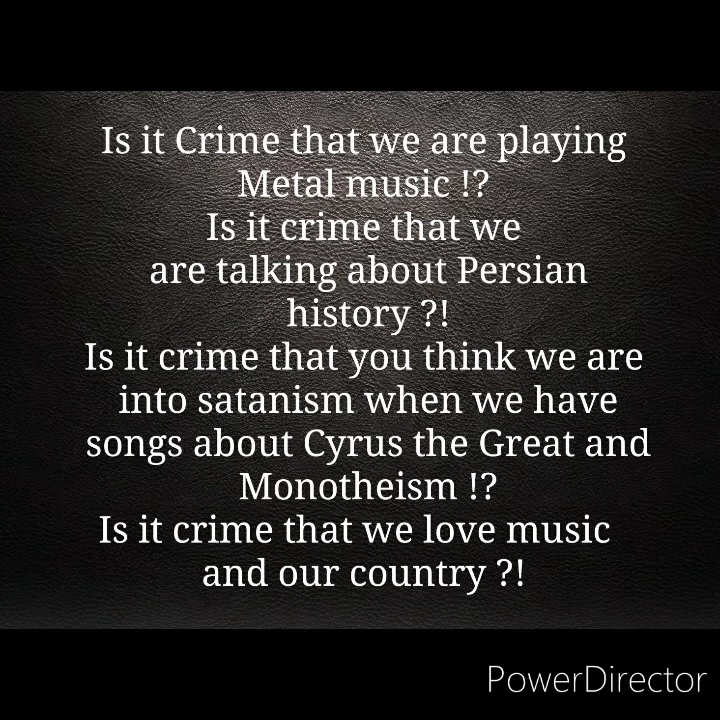 Is it Crime that we are playing
Metal music !?
Is it crime that we
are talking about Persian
history ?!
Is it crime that you think we are
into satanism when we have
songs about Cyrus the Great and
Monotheism !?
Is it crime that we love music
and our country ?!
PowerDirector